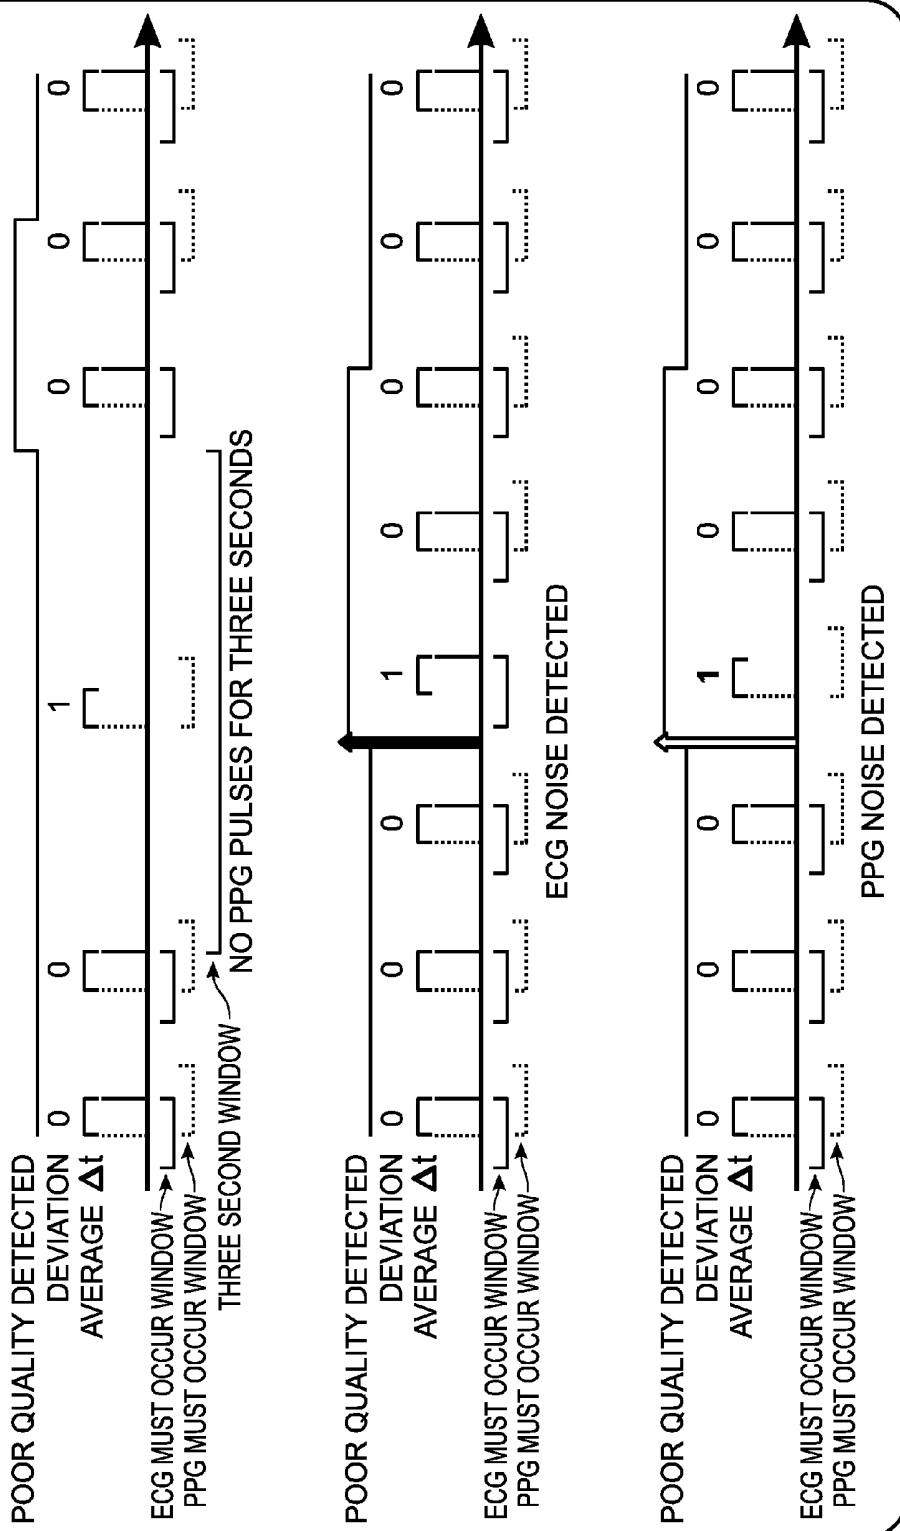 POOR QUALITY DETECTED
DEVIATION 0 0 1 0 0 0
AVERAGE Δt
ECG MUST OCCUR WINDOW
PPG MUST OCCUR WINDOW
THREE SECOND WINDOW
NO PPG PULSES FOR THREE SECONDS
POOR QUALITY DETECTED
DEVIATION 0 0 0 1 0 0 0 0
AVERAGE Δt
ECG MUST OCCUR WINDOW
PPG MUST OCCUR WINDOW
ECG NOISE DETECTED
POOR QUALITY DETECTED
DEVIATION 0 0 0 1 0 0 0 0
AVERAGE Δt
ECG MUST OCCUR WINDOW
PPG MUST OCCUR WINDOW
PPG NOISE DETECTED